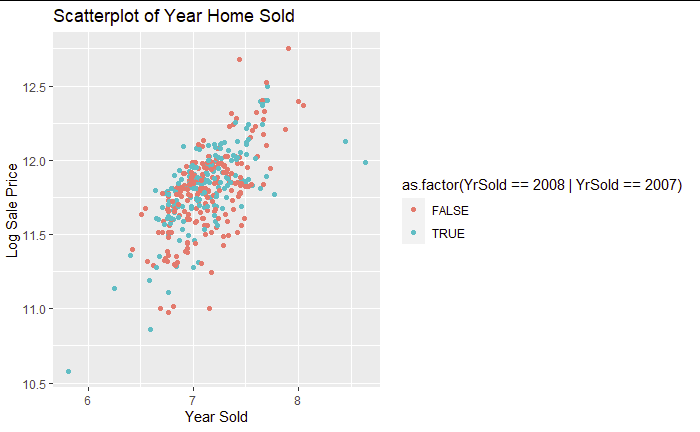 Scatterplot of Year Home Sold
12.5
12.0
11.5
11.0
10.5
Log Sale Price
6
7
8
Year Sold
as.factor(YrSold == 2008 | YrSold == 2007)
FALSE
TRUE